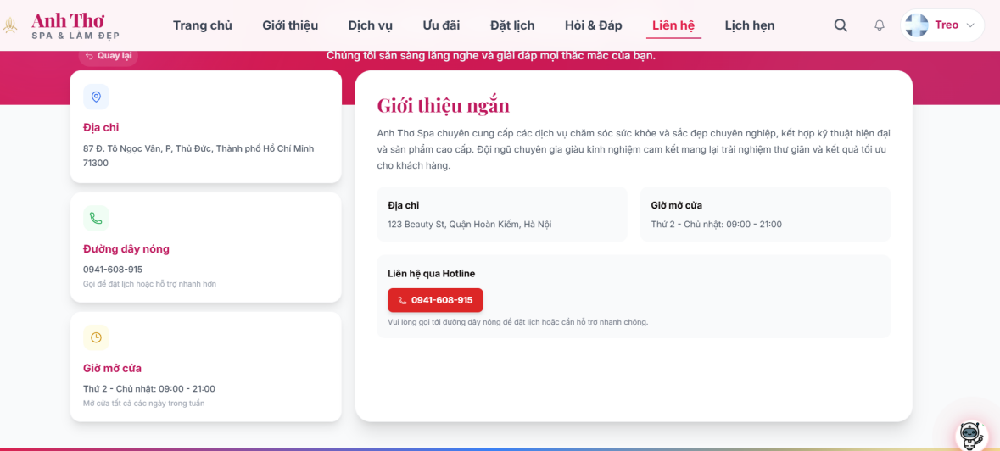 Anh Thơ
SPA & LÀM ĐẸP
Trang chủ
Giới thiệu
Dịch vụ
Ưu đãi
Đặt lịch
Hỏi & Đáp
Liên hệ
Lịch hẹn
Treo
Quay lại
Chúng tôi sẵn sàng lắng nghe và giải đáp mọi thắc mắc của bạn.
Địa chỉ
87 Đ. Tô Ngọc Vân, P, Thủ Đức, Thành phố Hồ Chí Minh
71300
Đường dây nóng
0941-608-915
Gọi để đặt lịch hoặc hỗ trợ nhanh hơn
Giờ mở cửa
Thứ 2 - Chủ nhật: 09:00 - 21:00
Mở cửa tất cả các ngày trong tuần
Giới thiệu ngắn
Anh Thơ Spa chuyên cung cấp các dịch vụ chăm sóc sức khỏe và sắc đẹp chuyên nghiệp, kết hợp kỹ thuật hiện đại
và sản phẩm cao cấp. Đội ngũ chuyên gia giàu kinh nghiệm cam kết mang lại trải nghiệm thư giãn và kết quả tối ưu
cho khách hàng.
Địa chỉ
123 Beauty St, Quận Hoàn Kiếm, Hà Nội
Giờ mở cửa
Thứ 2 - Chủ nhật: 09:00 - 21:00
Liên hệ qua Hotline
0941-608-915
Vui lòng gọi tới đường dây nóng để đặt lịch hoặc cần hỗ trợ nhanh chóng.